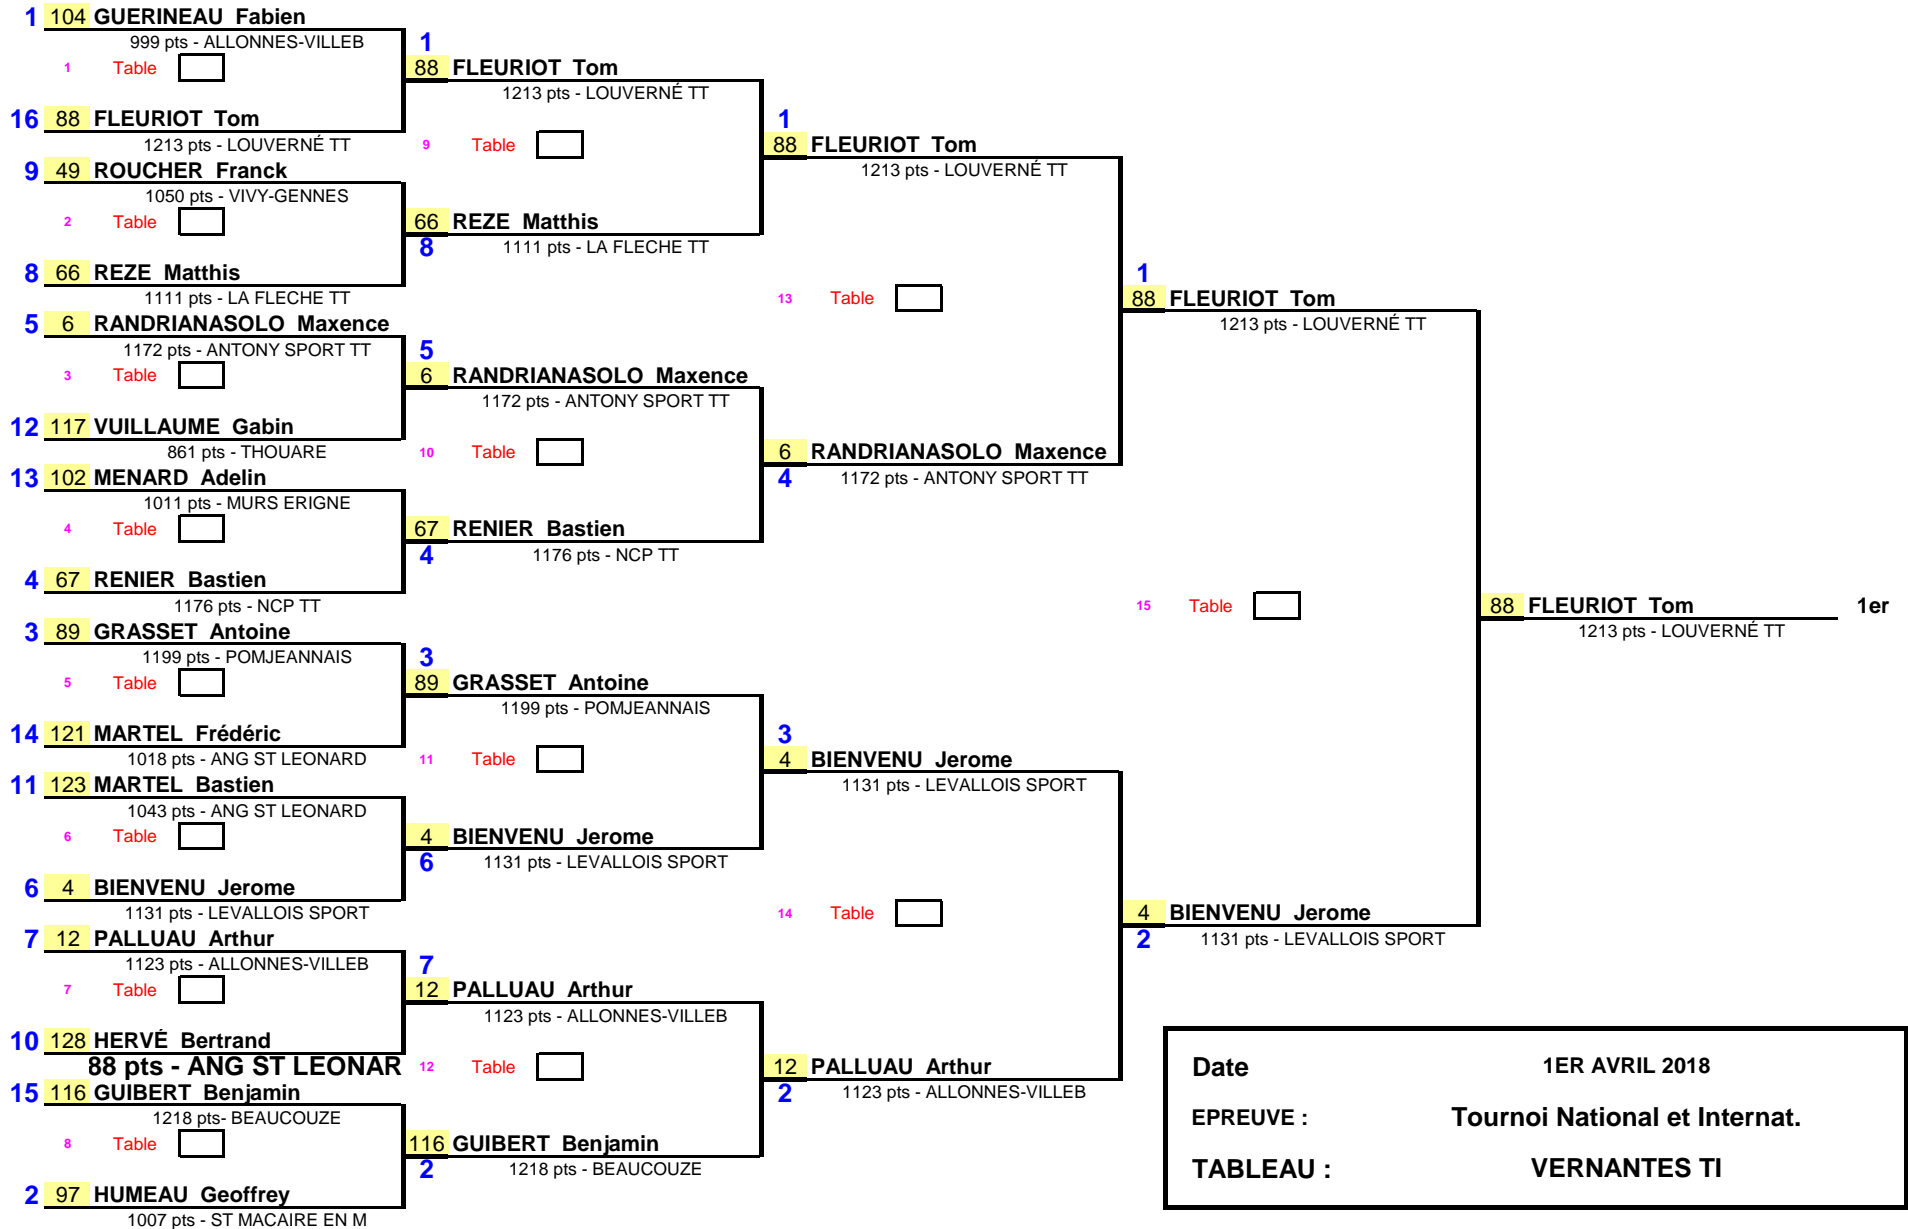 1 104 GUERINEAU Fabien
999 pts - ALLONNES-VILLEB
1 Table
16 88 FLEURIOT Tom
1213 pts - LOUVERNÉ TT
9 49 ROUCHER Franck
1050 pts - VIVY-GENNES
2 Table
8 66 REZE Matthis
1111 pts - LA FLECHE TT
5 6 RANDRIANASOLO Maxence
1172 pts - ANTONY SPORT TT
3 Table
12 117 VUILLAUME Gabin
861 pts - THOUARE
13 102 MENARD Adelin
1011 pts - MURS ERIGNE
4 Table
4 67 RENIER Bastien
1176 pts - NCP TT
3 89 GRASSET Antoine
1199 pts - POMJEANNAIS
5 Table
14 121 MARTEL Frédéric
1018 pts - ANG ST LEONARD
11 123 MARTEL Bastien
1043 pts - ANG ST LEONARD
6 Table
6 4 BIENVENU Jerome
1131 pts - LEVALLOIS SPORT
7 12 PALLUAU Arthur
1123 pts - ALLONNES-VILLEB
7 Table
10 128 HERVÉ Bertrand
88 pts - ANG ST LEONAR
15 116 GUIBERT Benjamin
1218 pts- BEAUCOUZE
8 Table
2 97 HUMEAU Geoffrey
1007 pts - ST MACAIRE EN M
1
88 FLEURIOT Tom
1213 pts - LOUVERNÉ TT
9 Table
66 REZE Matthis
8
1111 pts - LA FLECHE TT
5
6 RANDRIANASOLO Maxence
1172 pts - ANTONY SPORT TT
10 Table
67 RENIER Bastien
4
1176 pts - NCP TT
3
89 GRASSET Antoine
1199 pts - POMJEANNAIS
11 Table
4 BIENVENU Jerome
6
1131 pts - LEVALLOIS SPORT
7
12 PALLUAU Arthur
1123 pts - ALLONNES-VILLEB
12 Table
116 GUIBERT Benjamin
2
1218 pts - BEAUCOUZE
1
88 FLEURIOT Tom
1213 pts - LOUVERNÉ TT
13 Table
6 RANDRIANASOLO Maxence
4
1172 pts - ANTONY SPORT TT
3
4 BIENVENU Jerome
1131 pts - LEVALLOIS SPORT
14 Table
12 PALLUAU Arthur
2
1123 pts - ALLONNES-VILLEB
1
88 FLEURIOT Tom
1213 pts - LOUVERNÉ TT
15 Table
4 BIENVENU Jerome
2
1131 pts - LEVALLOIS SPORT
88 FLEURIOT Tom 1er
1213 pts - LOUVERNÉ TT
Date 1ER AVRIL 2018
EPREUVE : Tournoi National et Internat.
TABLEAU : VERNANTES TI